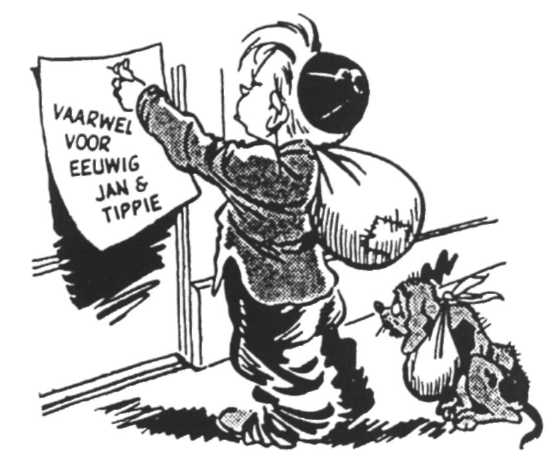 VAARWEL
VOOR
EEUWIG
JAN &
TIPPIE